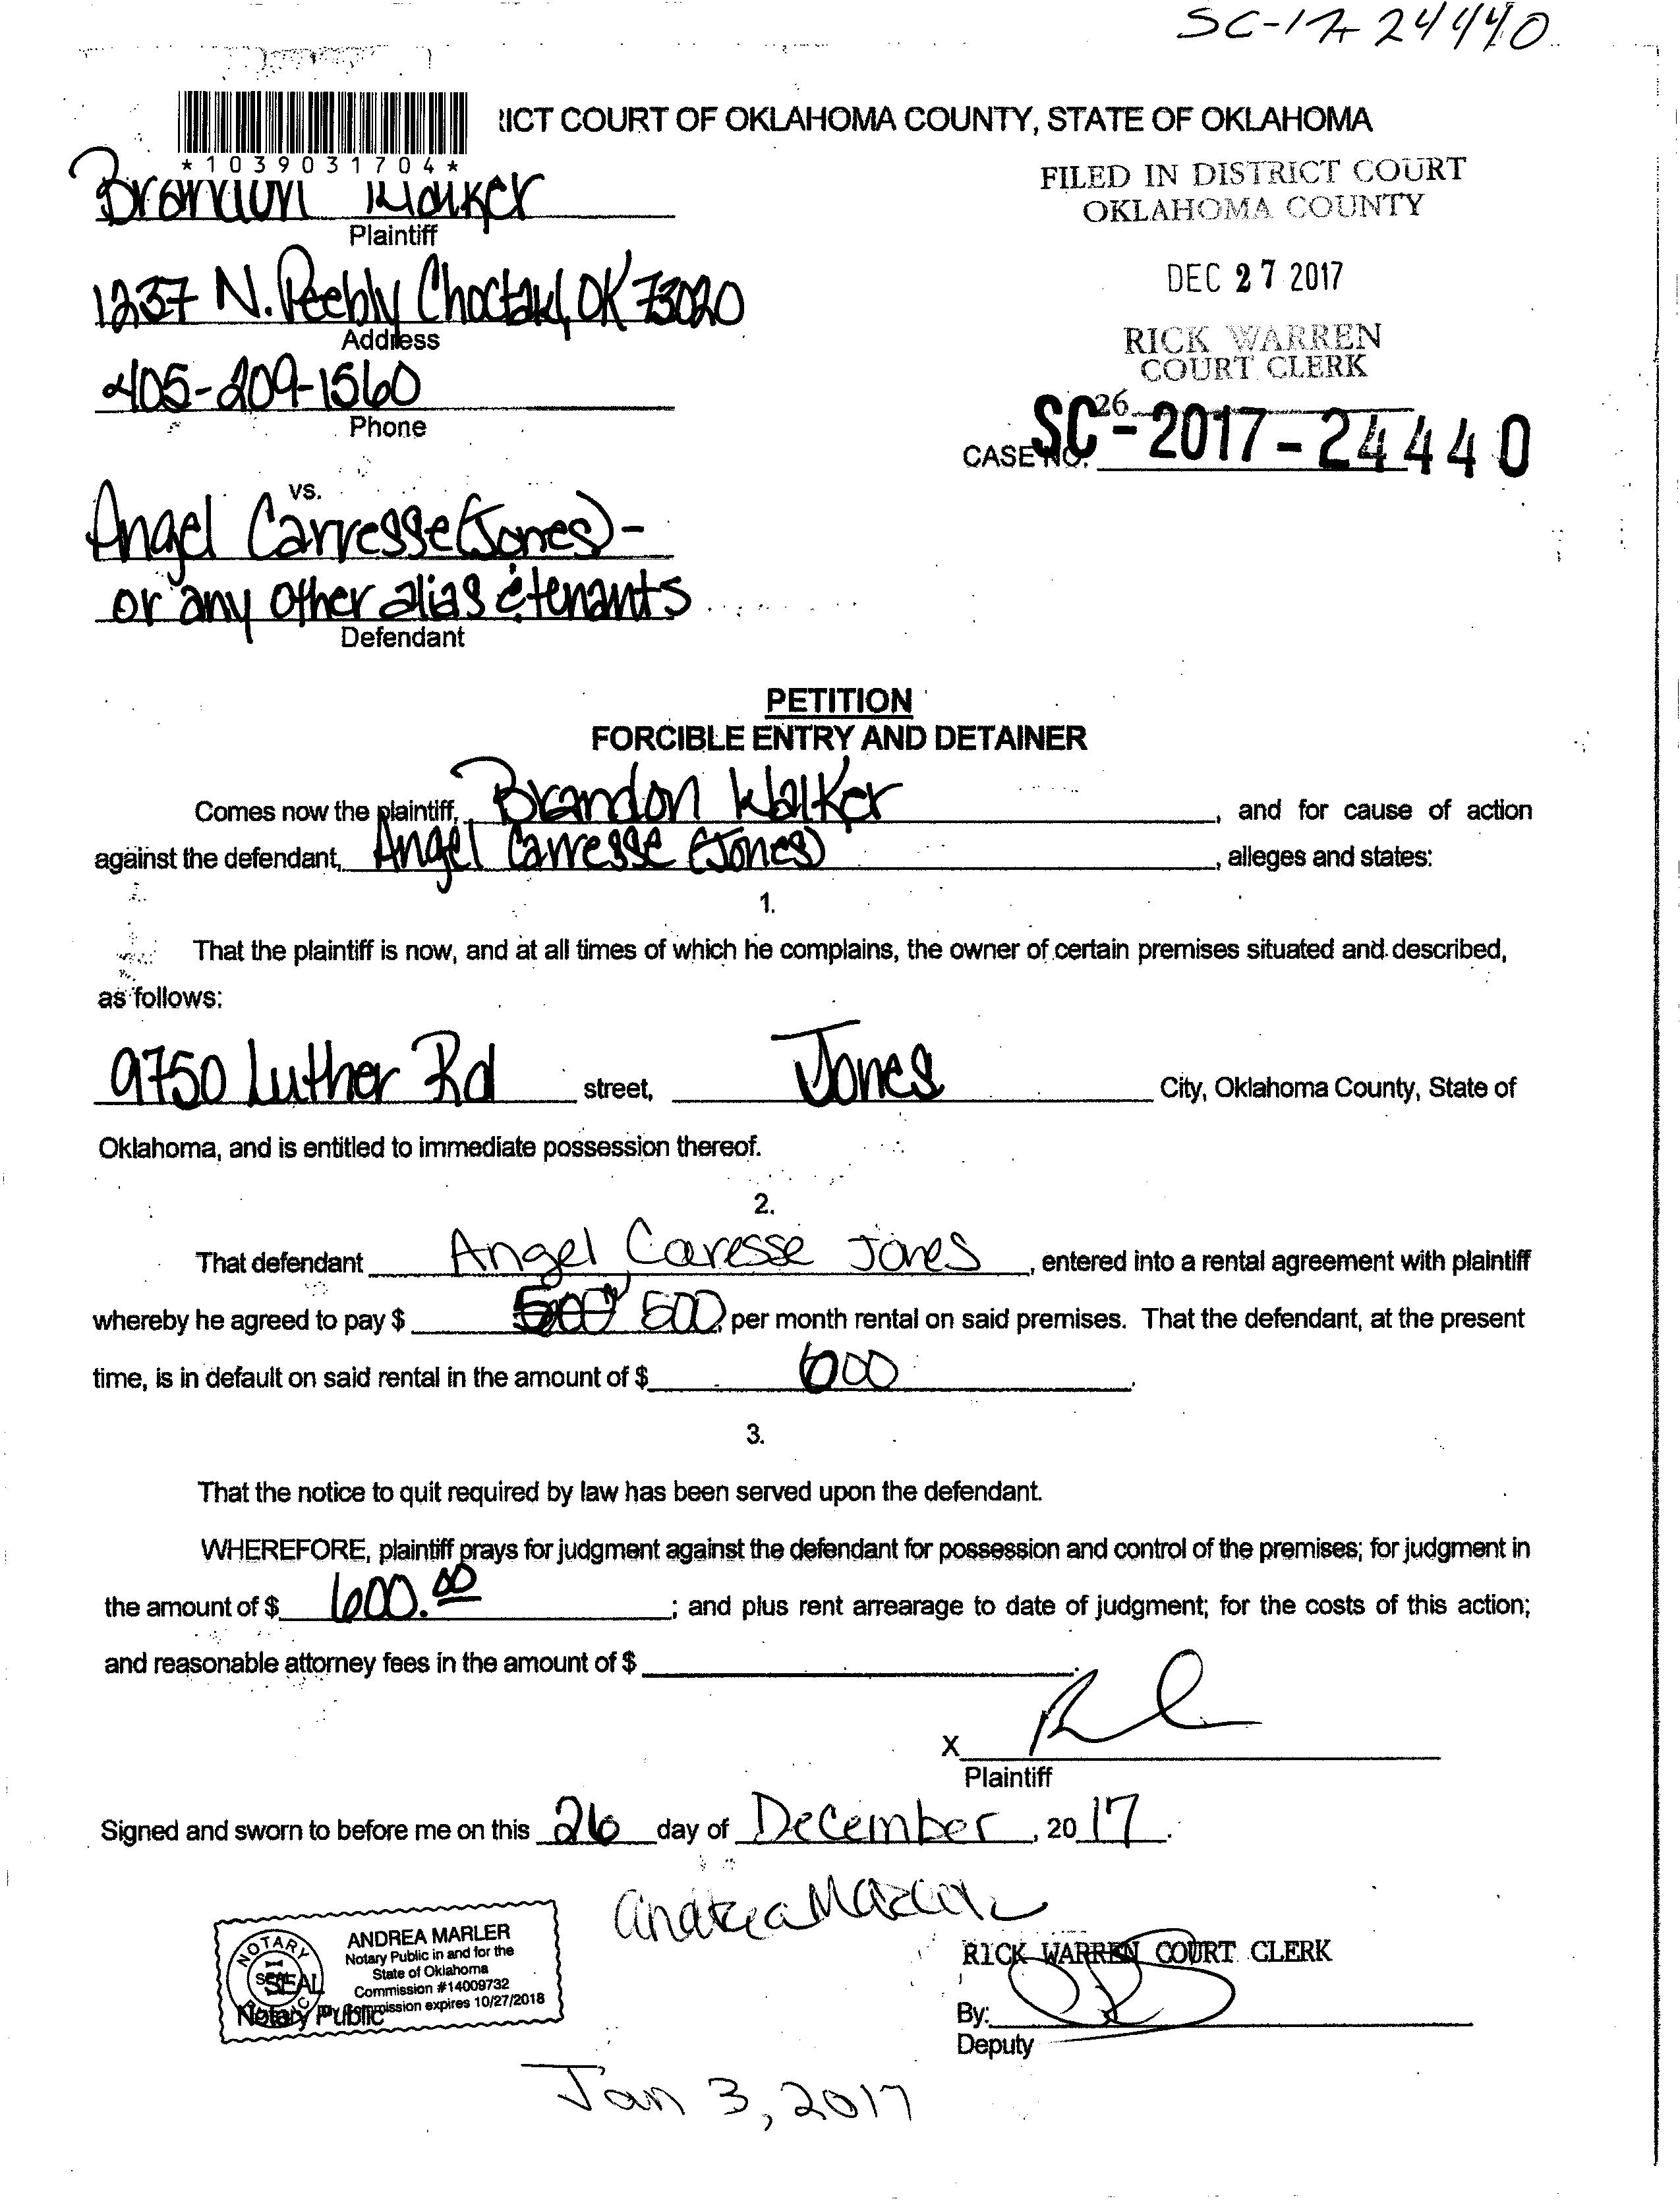 SC-17-24440
ICT COURT OF OKLAHOMA COUNTY, STATE OF OKLAHOMA
*1039031704*
FILED IN DISTRICT COURT
OKLAHOMA COUNTY
Brandon Walker
Plaintiff
DEC 27 2017
1237 N. Peebly Choctaw, OK 73020
Address
RICK WARREN
COURT CLERK
405-209-1560
Phone
26
CASE NO. SC-2017-24440
vs.
Angel Carresse (Jones)-
or any other alias & tenants
Defendant
PETITION
FORCIBLE ENTRY AND DETAINER
Comes now the plaintiff, Brandon Walker, and for cause of action
against the defendant, Angel Carresse (Jones), alleges and states:
1.
That the plaintiff is now, and at all times of which he complains, the owner of certain premises situated and described,
as follows:
9750 Luther Rd street, Jones City, Oklahoma County, State of
Oklahoma, and is entitled to immediate possession thereof.
2.
That defendant Angel Caresse Jones, entered into a rental agreement with plaintiff
whereby he agreed to pay $ 500, per month rental on said premises. That the defendant, at the present
time, is in default on said rental in the amount of $ 600.
3.
That the notice to quit required by law has been served upon the defendant.
WHEREFORE, plaintiff prays for judgment against the defendant for possession and control of the premises; for judgment in
the amount of $ 600.00; and plus rent arrearage to date of judgment; for the costs of this action;
and reasonable attorney fees in the amount of $
X
Plaintiff
Signed and sworn to before me on this 26 day of December, 2017.
Andrea Marler
ANDREA MARLER
Notary Public in and for the
State of Oklahoma
Commission #14009732
My Commission expires 10/27/2018
NOTARY
SEAL
PUBLIC
SEAL
Notary Public
RICK WARREN COURT CLERK
By:
Deputy
Jan 3, 2017